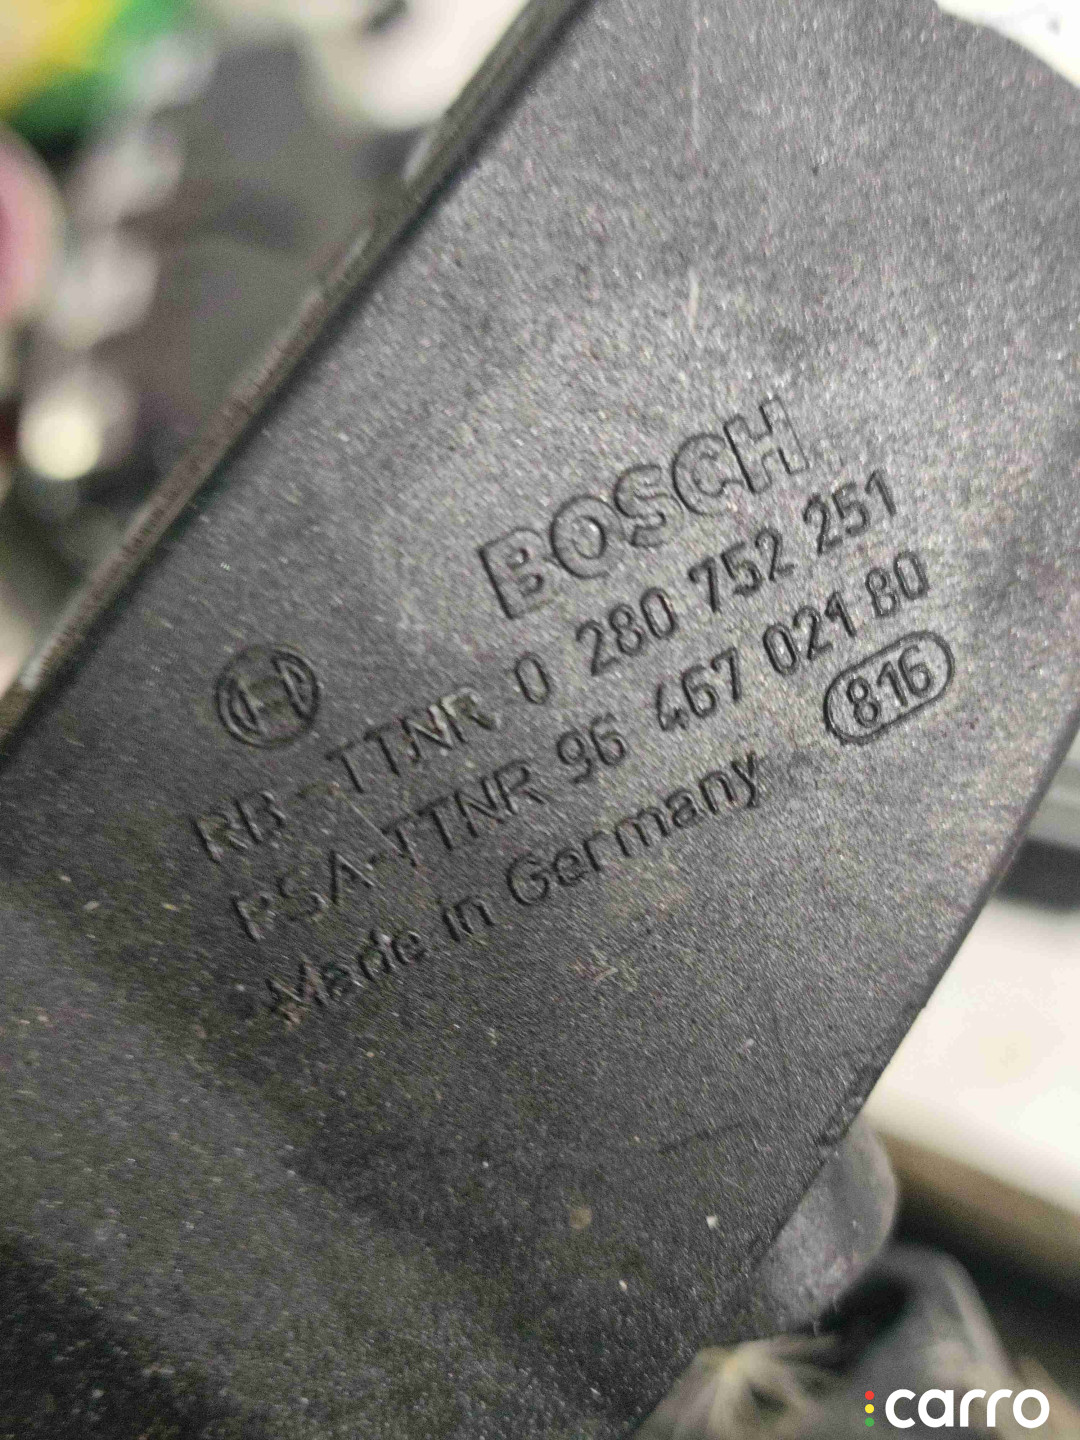 BOSCH
RB-TTNR 0 280 752 251
PSA-TTNR 96 467 021 80
Made in Germany 816
carro